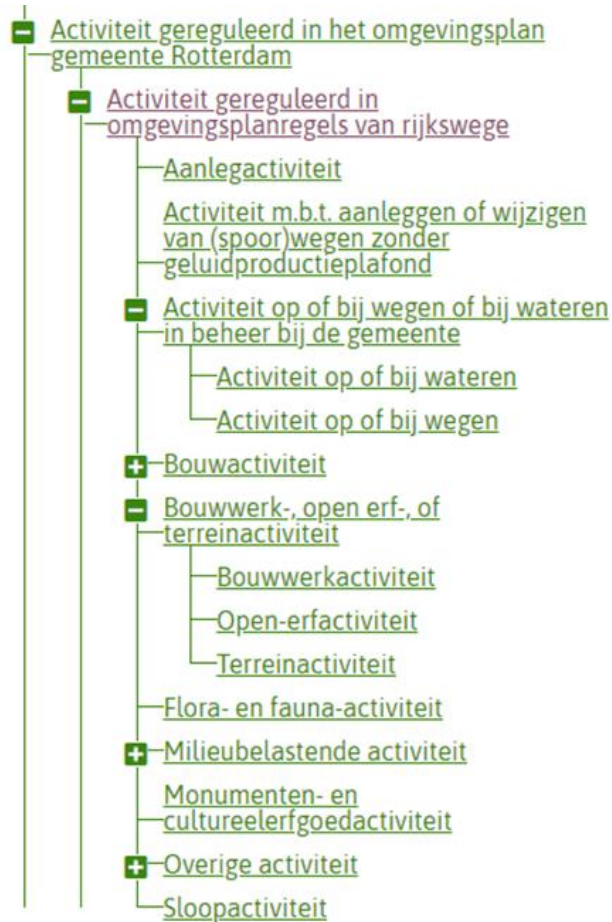 Activiteit gereguleerd in het omgevingsplan
gemeente Rotterdam
Activiteit gereguleerd in
omgevingsplanregels van rijkswege
Aanlegactiviteit
Activiteit m.b.t. aanleggen of wijzigen
van (spoor)wegen zonder
geluidproductieplafond
Activiteit op of bij wegen of bij wateren
in beheer bij de gemeente
Activiteit op of bij wateren
Activiteit op of bij wegen
Bouwactiviteit
Bouwwerk-, open erf-, of
terreinactiviteit
Bouwwerkactiviteit
Open-erfactiviteit
Terreinactiviteit
Flora- en fauna-activiteit
Milieubelastende activiteit
Monumenten- en
cultureelerfgoedactiviteit
Overige activiteit
Sloopactiviteit